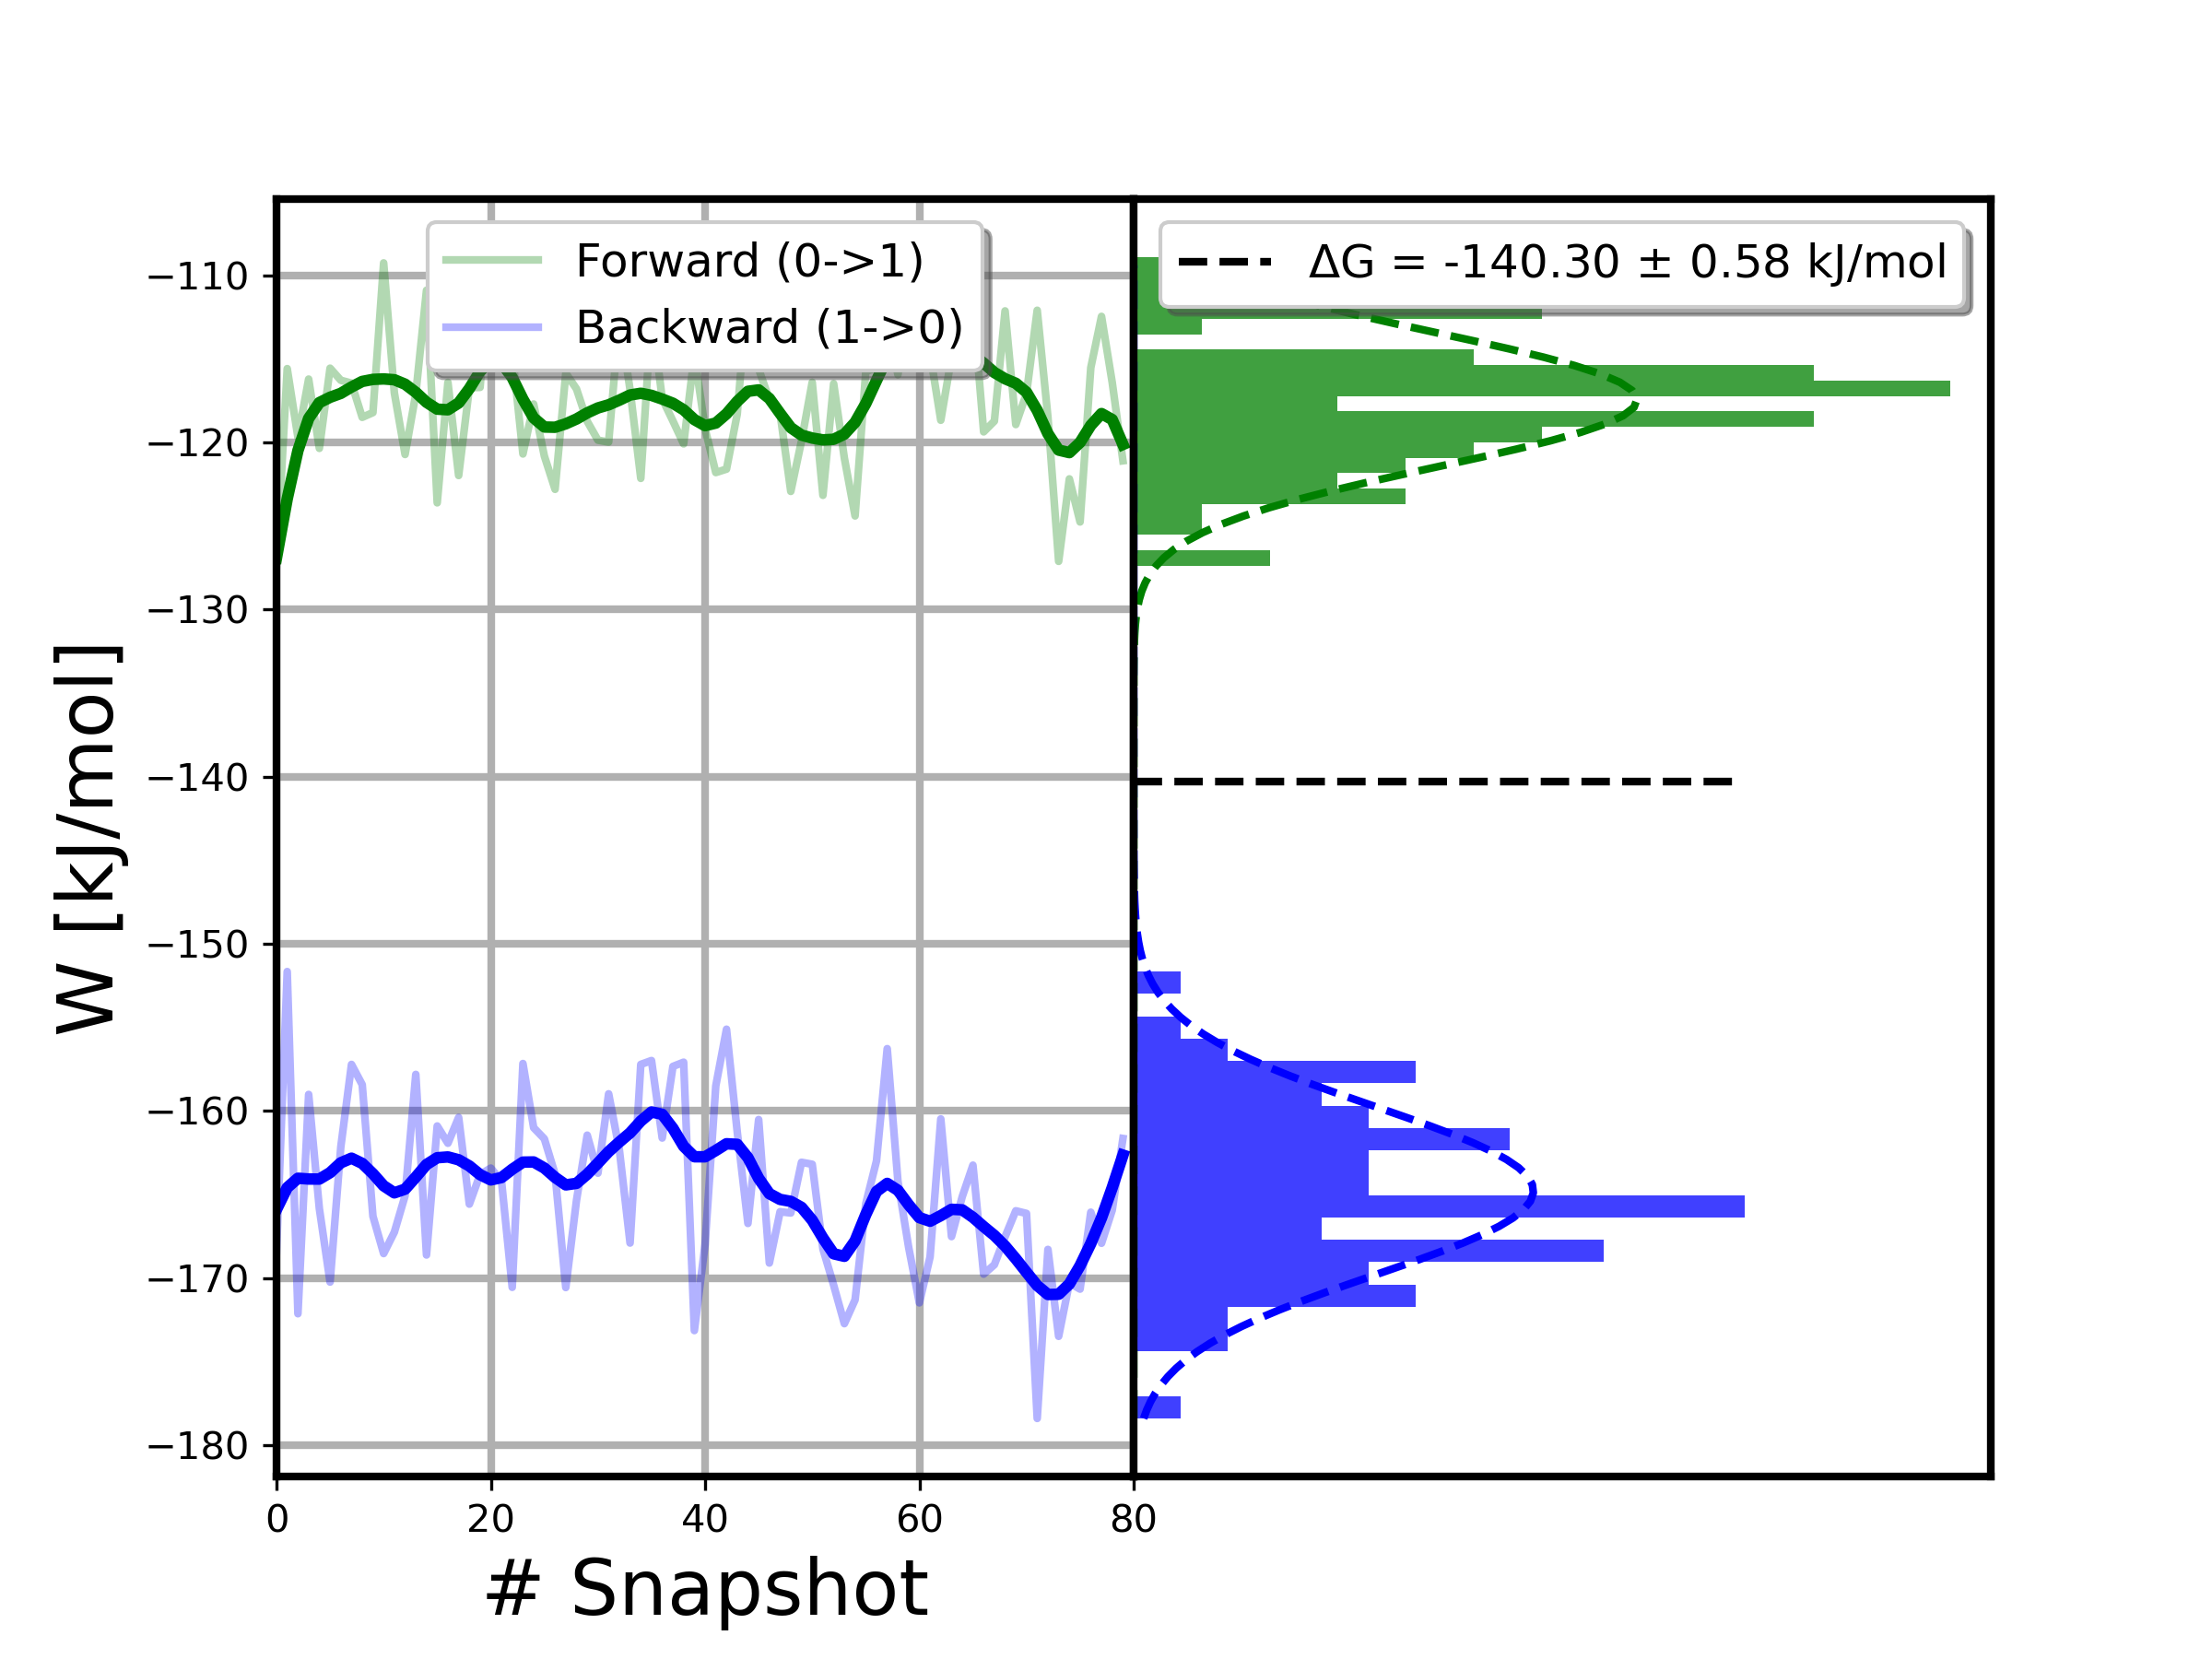 Forward (0->1)
Backward (1->0)
ΔG = -140.30 ± 0.58 kJ/mol
−110
−120
−130
−140
−150
−160
−170
−180
W [kJ/mol]
0 20 40 60 80
# Snapshot